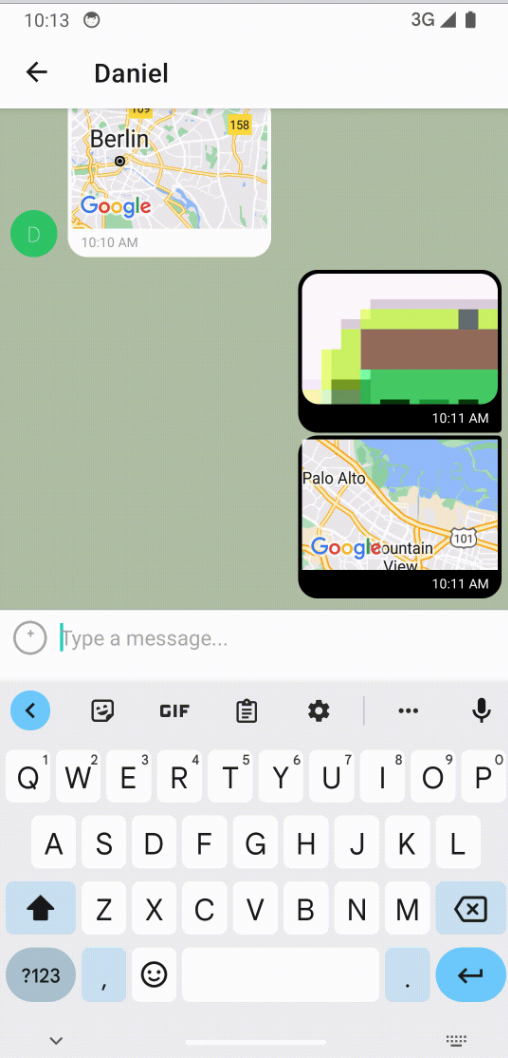 10:13
3G
Daniel
109
158
Berlin
Google
D
10:10 AM
10:11 AM
Palo Alto
101
Google
ountain
View
10:11 AM
Type a message...
GIF
Q1 W2 E3 R4 T5 Y6 U7 I8 O9 P0
A S D F G H J K L
Z X C V B N M
?123 , .